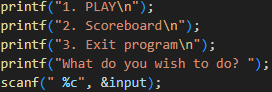 printf("1. PLAY\n");
printf("2. Scoreboard\n");
printf("3. Exit program\n");
printf("What do you wish to do? ");
scanf(" %c", &input);